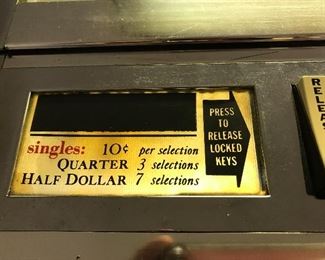 singles: 10¢ per selection
QUARTER 3 selections
HALF DOLLAR 7 selections
PRESS
TO
RELEASE
LOCKED
KEYS